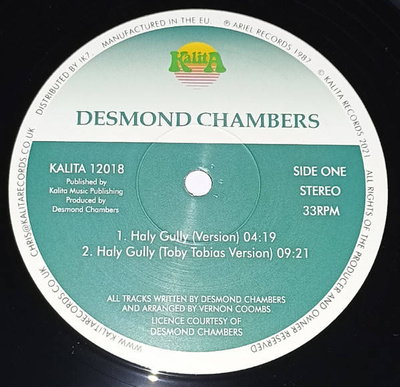 WWW.KALITARECORDS.CO.UK CHRIS@KALITARECORDS.CO.UK DISTRIBUTED BY !K7. MANUFACTURED IN THE EU. ℗ ARIEL RECORDS 1987 © KALITA RECORDS 2021 ALL RIGHTS OF THE PRODUCER AND OWNER RESERVED
KalitA
DESMOND CHAMBERS
KALITA 12018
Published by
Kalita Music Publishing
Produced by
Desmond Chambers
SIDE ONE
STEREO
33RPM
1. Haly Gully (Version) 04:19
2. Haly Gully (Toby Tobias Version) 09:21
ALL TRACKS WRITTEN BY DESMOND CHAMBERS
AND ARRANGED BY VERNON COOMBS
LICENCE COURTESY OF
DESMOND CHAMBERS